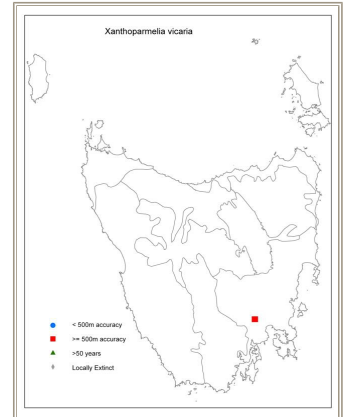 Xanthoparmelia vicaria
< 500m accuracy
>= 500m accuracy
>50 years
Locally Extinct